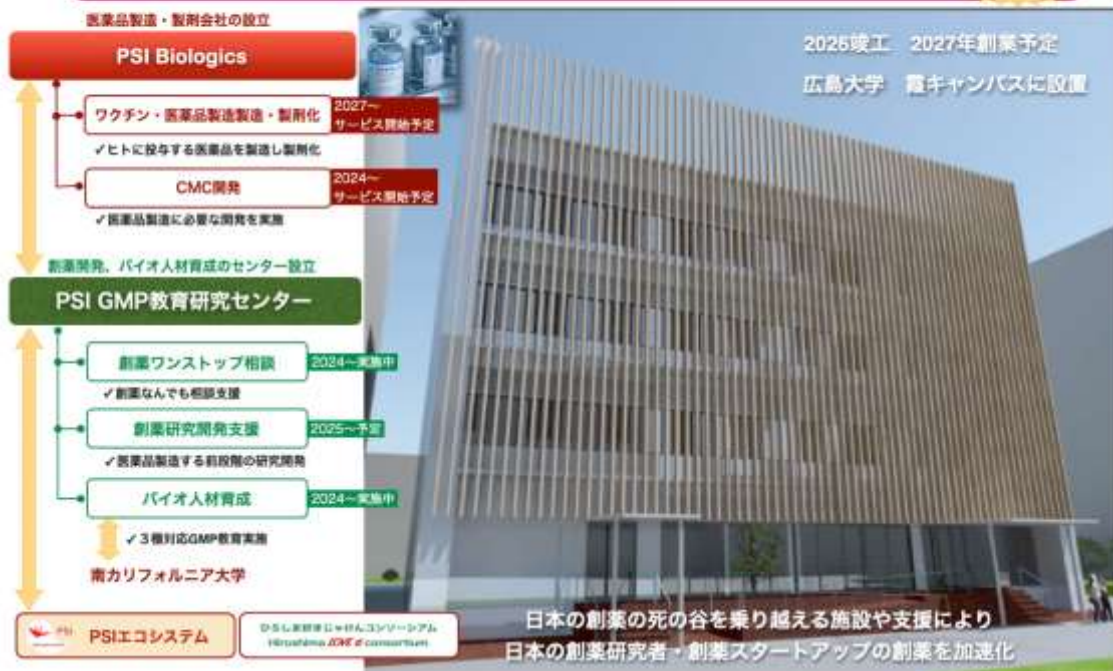 医薬品製造・製剤会社の設立
PSI Biologics
ワクチン・医薬品製造製造・製剤化
2027～
サービス開始予定
✓ヒトに投与する医薬品を製造し製剤化
CMC開発
2024～
サービス開始予定
✓医薬品製造に必要な開発を実施
創薬開発、バイオ人材育成のセンター設立
PSI GMP教育研究センター
創薬ワンストップ相談
2024～実施中
✓創薬なんでも相談支援
創薬研究開発支援
2025～予定
✓医薬品製造する前段階の研究開発
バイオ人材育成
2024～実施中
✓３種対応GMP教育実施
南カリフォルニア大学
PSI
PSIエコシステム
ひろしま好きじゃけんコンソーシアム
Hiroshima consortium
2026竣工　2027年創業予定
広島大学　霞キャンパスに設置
日本の創薬の死の谷を乗り越える施設や支援により
日本の創薬研究者・創薬スタートアップの創薬を加速化